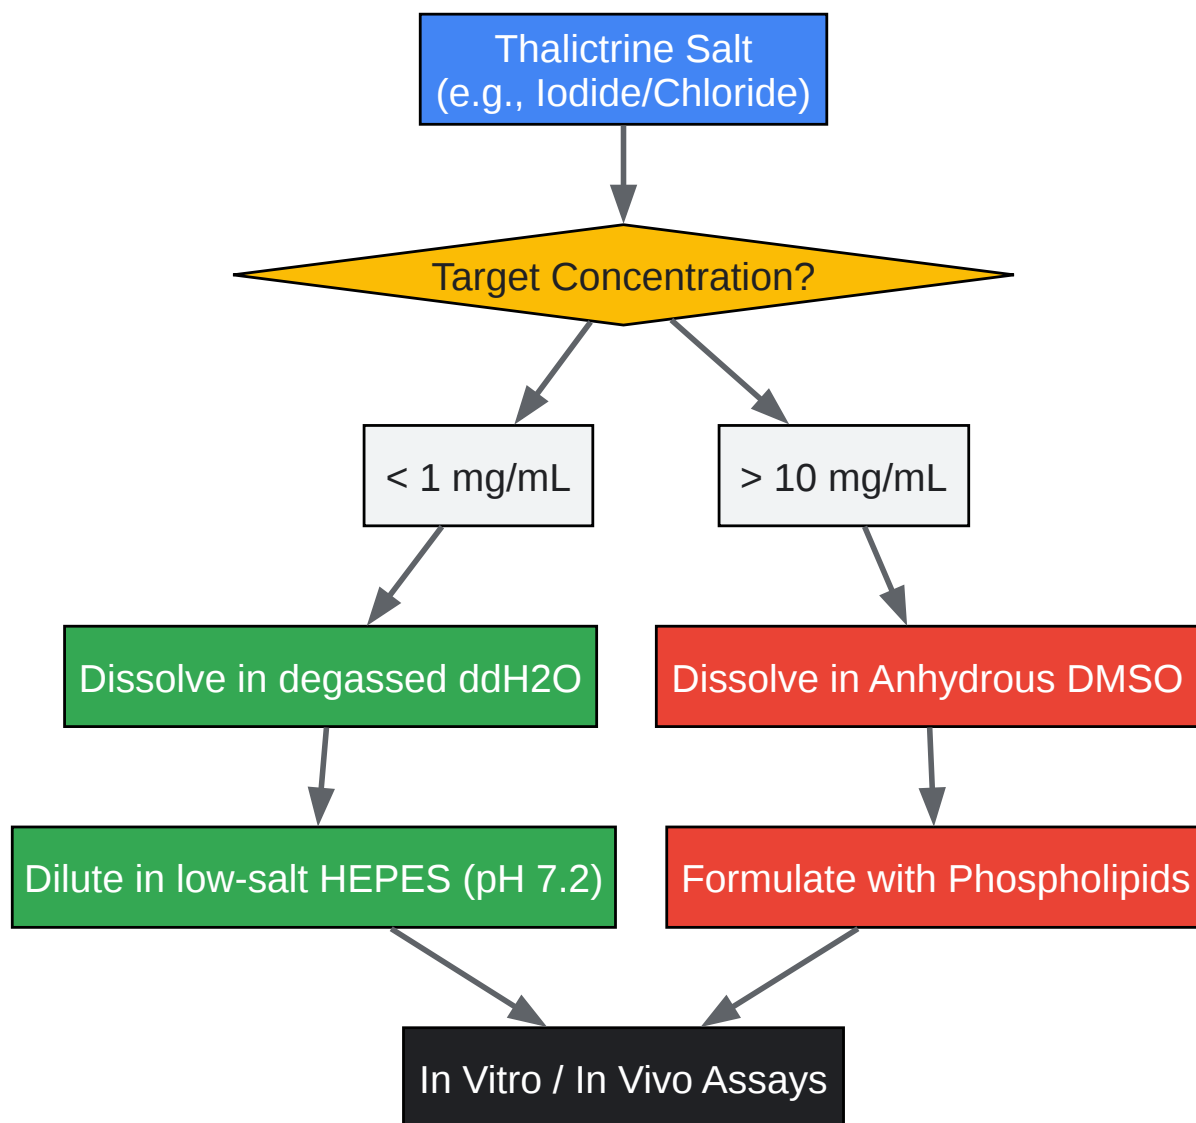 Thalictrine Salt
(e.g., Iodide/Chloride)
Target Concentration?
< 1 mg/mL
> 10 mg/mL
Dissolve in degassed ddH2O
Dissolve in Anhydrous DMSO
Dilute in low-salt HEPES (pH 7.2)
Formulate with Phospholipids
In Vitro / In Vivo Assays